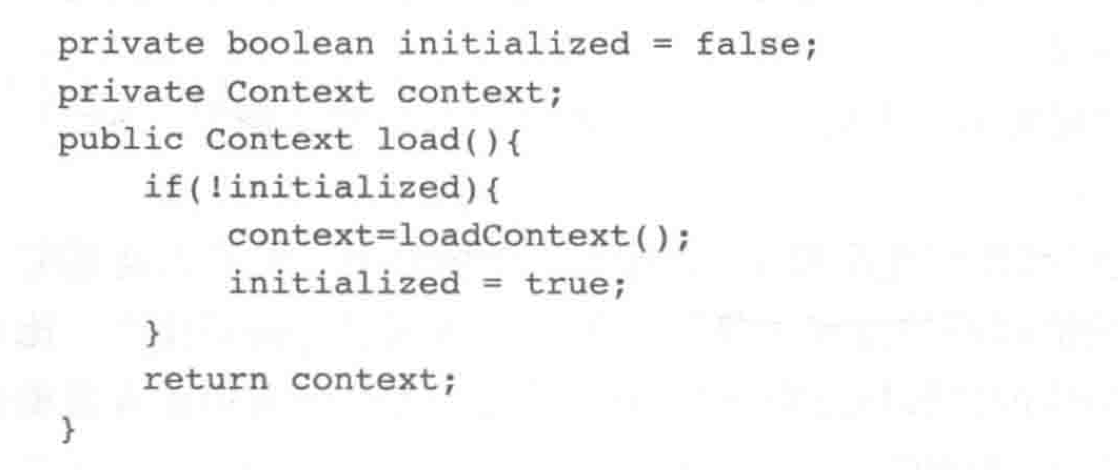 private boolean initialized = false;
private Context context;
public Context load(){
    if(!initialized){
        context=loadContext();
        initialized = true;
    }
    return context;
}